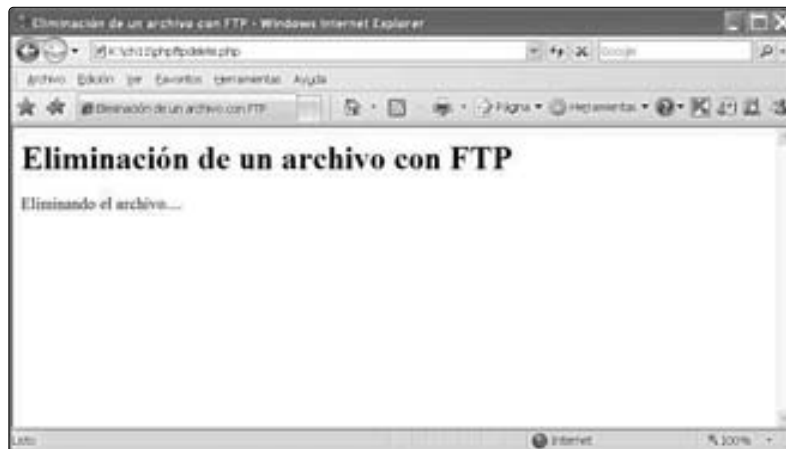 Eliminación de un archivo con FTP - Windows Internet Explorer
Google
Archivo Edición Ver Favoritos Herramientas Ayuda
Eliminación de un archivo con FTP
Página Herramientas
Eliminación de un archivo con FTP
Eliminando el archivo....
Listo
Internet
100%